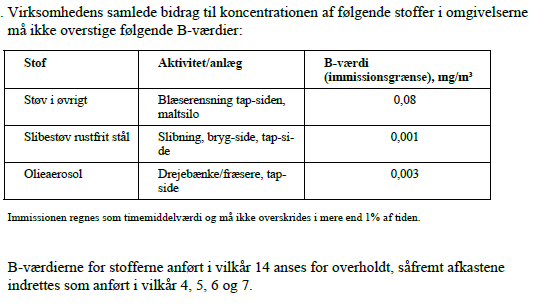 . Virksomhedens samlede bidrag til koncentrationen af følgende stoffer i omgivelserne
må ikke overstige følgende B-værdier:
Stof
Aktivitet/anlæg
B-værdi
(immissionsgrænse), mg/m³
Støv i øvrigt
Blæserensning tap-siden,
maltsilo
0,08
Slibestøv rustfrit stål
Slibning, bryg-side, tap-si-
de
0,001
Olieaerosol
Drejebænke/fræsere, tap-
side
0,003
Immissionen regnes som timemiddelværdi og må ikke overskrides i mere end 1% af tiden.
B-værdierne for stofferne anført i vilkår 14 anses for overholdt, såfremt afkastene
indrettes som anført i vilkår 4, 5, 6 og 7.